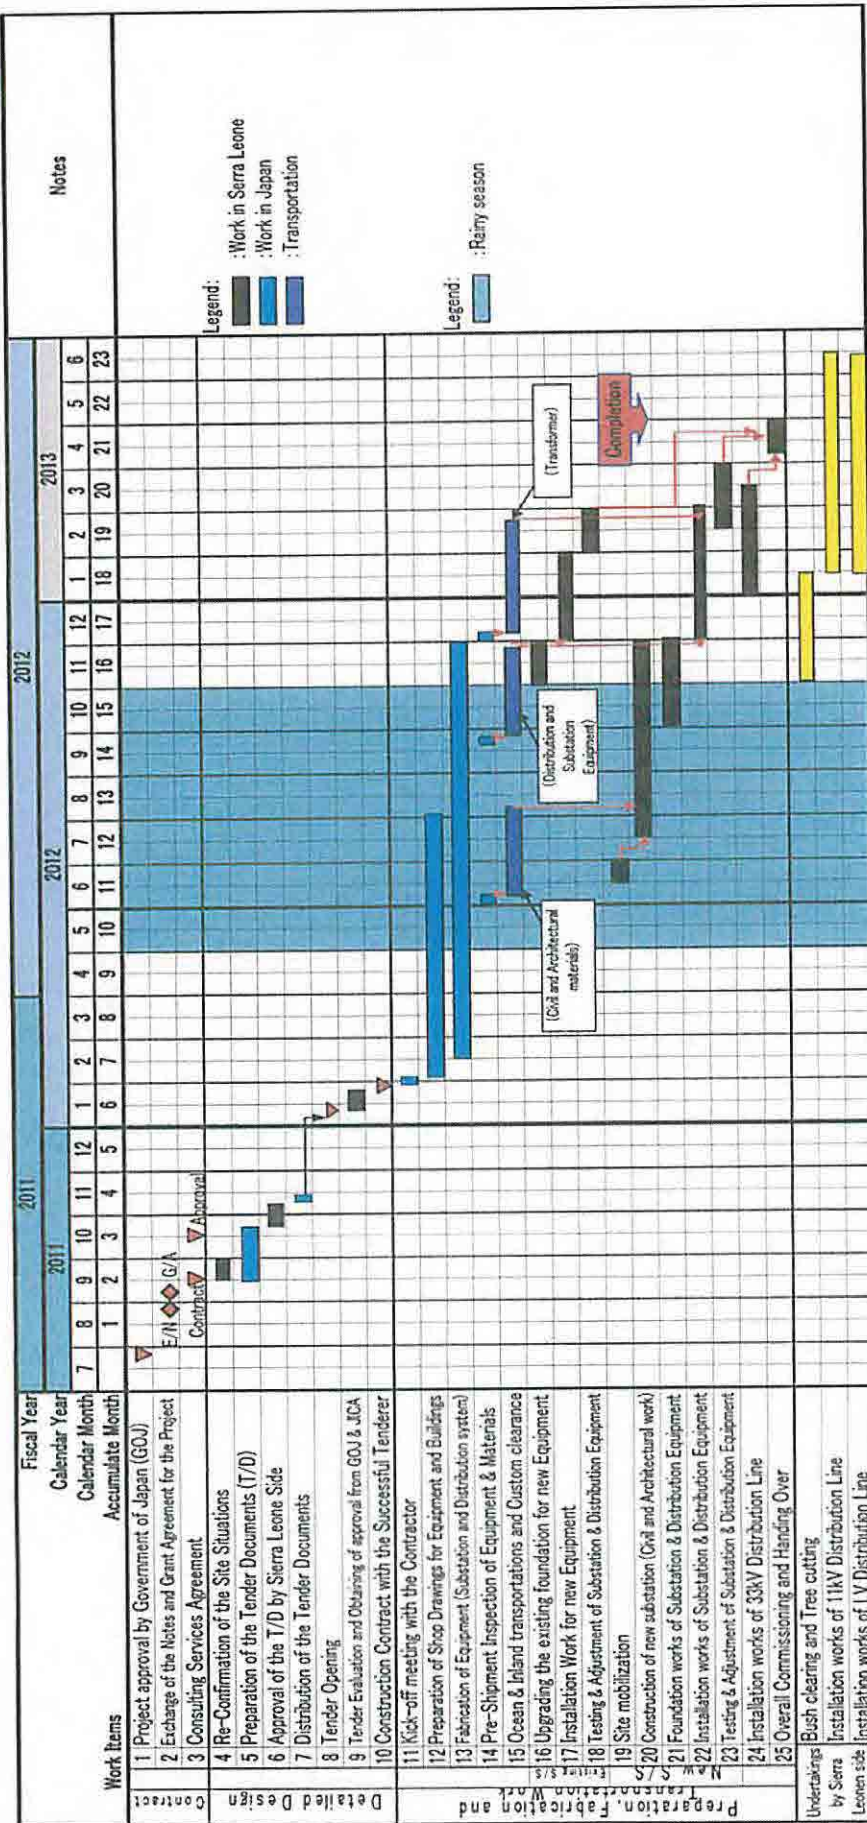 Fiscal Year
2011
2012
Calendar Year
2011
2012
2013
Calendar Month
7 8 9 10 11 12 1 2 3 4 5 6 7 8 9 10 11 12 1 2 3 4 5 6
Work Items
Accumulate Month
1 2 3 4 5 6 7 8 9 10 11 12 13 14 15 16 17 18 19 20 21 22 23
Notes
Contract
1 Project approval by Government of Japan (GOJ)
2 Exchange of the Notes and Grant Agreement for the Project
E/N G/A
3 Consulting Services Agreement
Contract
Approval
Detailed Design
4 Re-Confirmation of the Site Situations
5 Preparation of the Tender Documents (T/D)
6 Approval of the T/D by Sierra Leone Side
7 Distribution of the Tender Documents
8 Tender Opening
9 Tender Evaluation and Obtaining of approval from GOJ & JICA
10 Construction Contract with the Successful Tenderer
Preparation, Fabrication and
Transportation Work
11 Kick-off meeting with the Contractor
12 Preparation of Shop Drawings for Equipment and Buildings
13 Fabrication of Equipment (Substation and Distribution system)
14 Pre-Shipment Inspection of Equipment & Materials
15 Ocean & Inland transportations and Custom clearance
16 Upgrading the existing foundation for new Equipment
17 Installation Work for new Equipment
18 Testing & Adjustment of Substation & Distribution Equipment
New S/S
19 Site mobilization
20 Construction of new substation (Civil and Architectural work)
21 Foundation works of Substation & Distribution Equipment
22 Installation works of Substation & Distribution Equipment
23 Testing & Adjustment of Substation & Distribution Equipment
24 Installation works of 33kV Distribution Line
25 Overall Commissioning and Handing Over
Undertakings
by Sierra
Leonen side
Bush clearing and Tree cutting
Installation works of 11kV Distribution Line
Installation works of LV Distribution Line
(Civil and Architectural
materials)
(Distribution and
Substation
Equipment)
(Transformer)
Completion
Legend:
:Work in Serra Leone
:Work in Japan
:Transportation
Legend:
:Rainy season